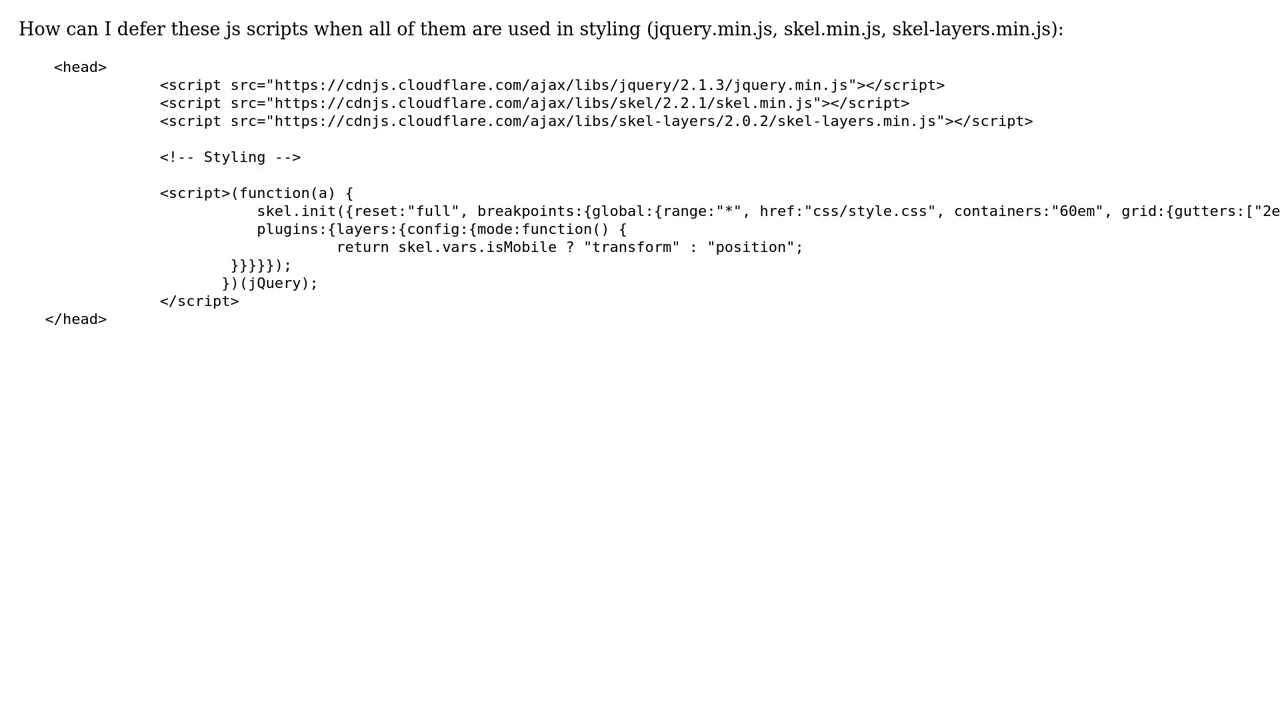 How can I defer these js scripts when all of them are used in styling (jquery.min.js, skel.min.js, skel-layers.min.js):
<head>
<script src="https://cdnjs.cloudflare.com/ajax/libs/jquery/2.1.3/jquery.min.js"></script>
<script src="https://cdnjs.cloudflare.com/ajax/libs/skel/2.2.1/skel.min.js"></script>
<script src="https://cdnjs.cloudflare.com/ajax/libs/skel-layers/2.0.2/skel-layers.min.js"></script>
<!-- Styling -->
<script>(function(a) {
skel.init({reset:"full", breakpoints:{global:{range:"*", href:"css/style.css", containers:"60em", grid:{gutters:["2e
plugins:{layers:{config:{mode:function() {
return skel.vars.isMobile ? "transform" : "position";
}}}}});
})(jQuery);
</script>
</head>